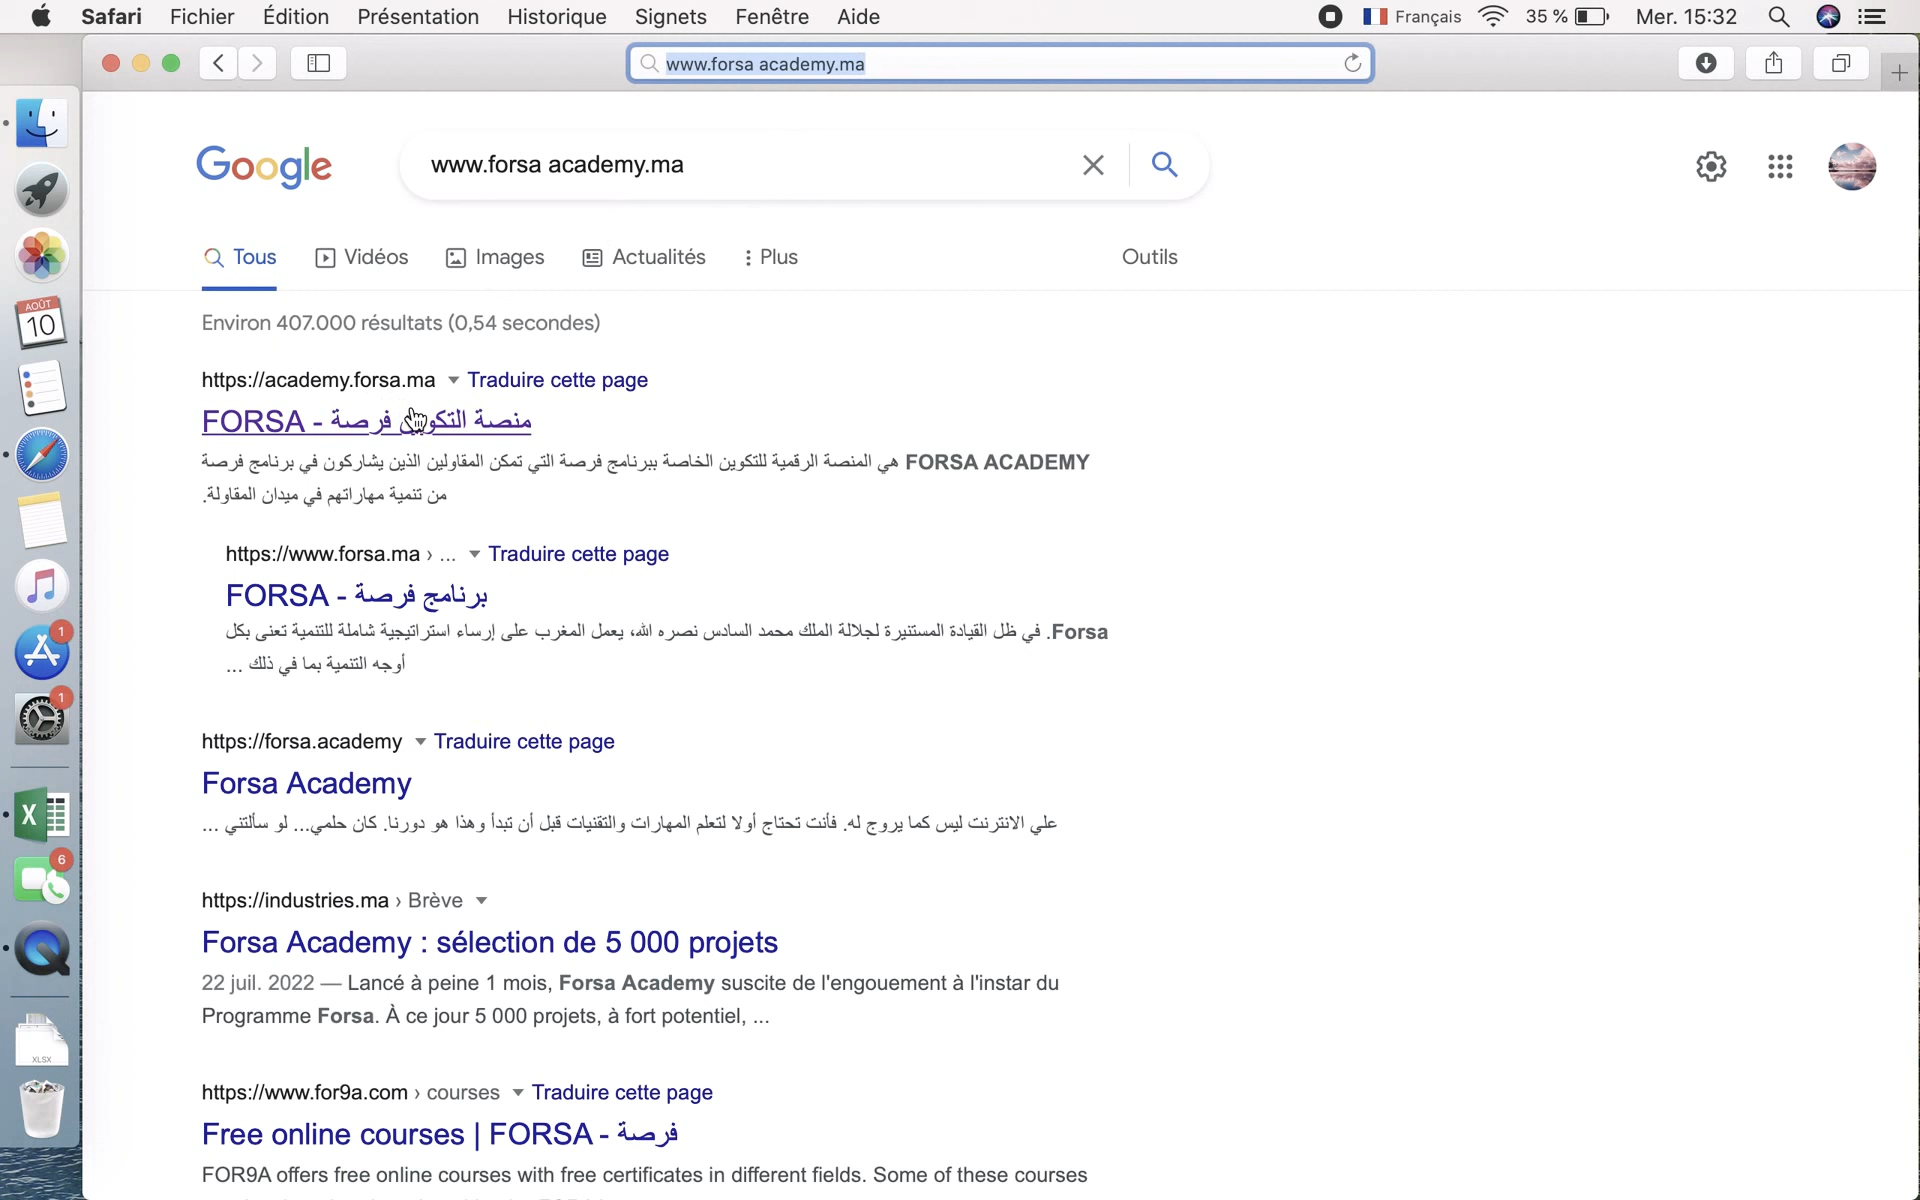 Safari Fichier Édition Présentation Historique Signets Fenêtre Aide Français 35 % Mer. 15:32
www.forsa academy.ma
Google www.forsa academy.ma
Tous Vidéos Images Actualités Plus Outils
Environ 407.000 résultats (0,54 secondes)
https://academy.forsa.ma Traduire cette page
FORSA - منصة التكوين فرصة
FORSA ACADEMY هي المنصة الرقمية للتكوين الخاصة ببرنامج فرصة التي تمكن المقاولين الذين يشاركون في برنامج فرصة
من تنمية مهاراتهم في ميدان المقاولة.
https://www.forsa.ma › ... Traduire cette page
FORSA - برنامج فرصة
Forsa. في ظل القيادة المستنيرة لجلالة الملك محمد السادس نصره الله، يعمل المغرب على إرساء استراتيجية شاملة للتنمية تعنى بكل
أوجه التنمية بما في ذلك ...
https://forsa.academy Traduire cette page
Forsa Academy
علي الانترنت ليس كما يروج له. فأنت تحتاج أولا لتعلم المهارات والتقنيات قبل أن تبدأ وهذا هو دورنا. كان حلمي... لو سألتني ...
https://industries.ma › Brève
Forsa Academy : sélection de 5 000 projets
22 juil. 2022 — Lancé à peine 1 mois, Forsa Academy suscite de l'engouement à l'instar du
Programme Forsa. À ce jour 5 000 projets, à fort potentiel, ...
https://www.for9a.com › courses Traduire cette page
Free online courses | FORSA - فرصة
FOR9A offers free online courses with free certificates in different fields. Some of these courses
AOÛT
10
1
1
X
6
XLSX